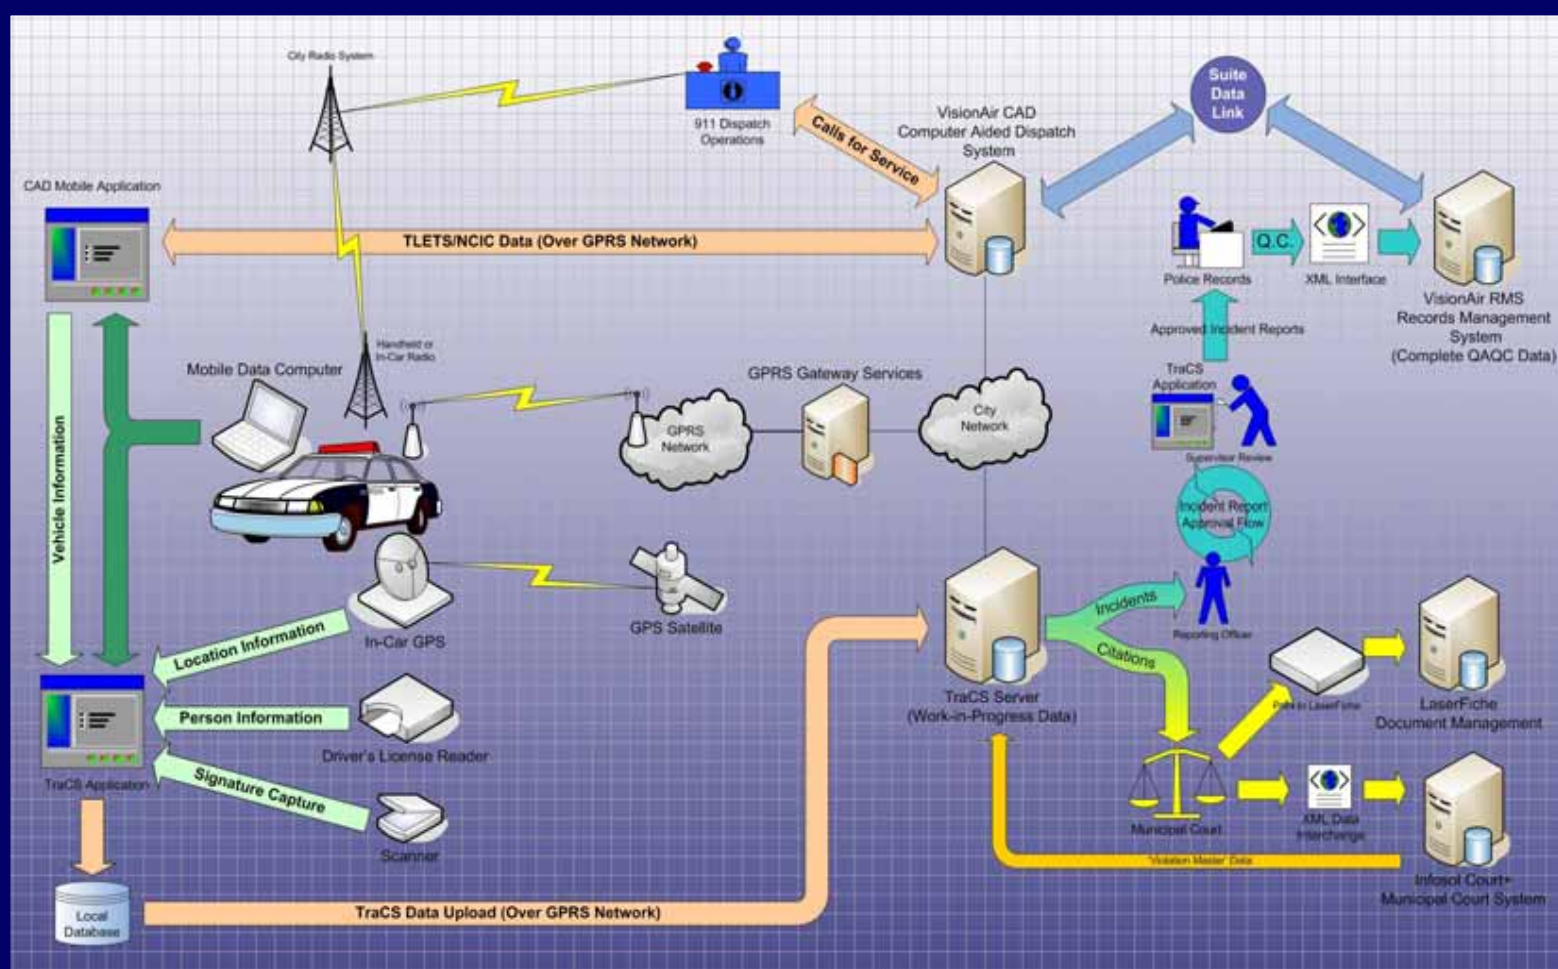 City Radio System
911 Dispatch
Operations
Calls for Service
VisionAir CAD
Computer Aided Dispatch
System
Suite
Data
Link
CAD Mobile Application
TLETS/NCIC Data (Over GPRS Network)
Q.C.
Police Records
XML Interface
VisionAir RMS
Records Management
System
(Complete QAQC Data)
Approved Incident Reports
Handheld or
In-Car Radio
Mobile Data Computer
GPRS Gateway Services
TraCS
Application
GPRS
Network
City
Network
Supervisor Review
Vehicle Information
Incident Report
Approval Flow
In-Car GPS
GPS Satellite
Location Information
Incidents
Citations
Reporting Officer
TraCS Server
(Work-in-Progress Data)
Print to LaserFiche
LaserFiche
Document Management
Person Information
Driver's License Reader
TraCS Application
Signature Capture
Scanner
Municipal Court
XML Data
Interchange
"Violation Master" Data
Infosol Court+
Municipal Court System
Local
Database
TraCS Data Upload (Over GPRS Network)